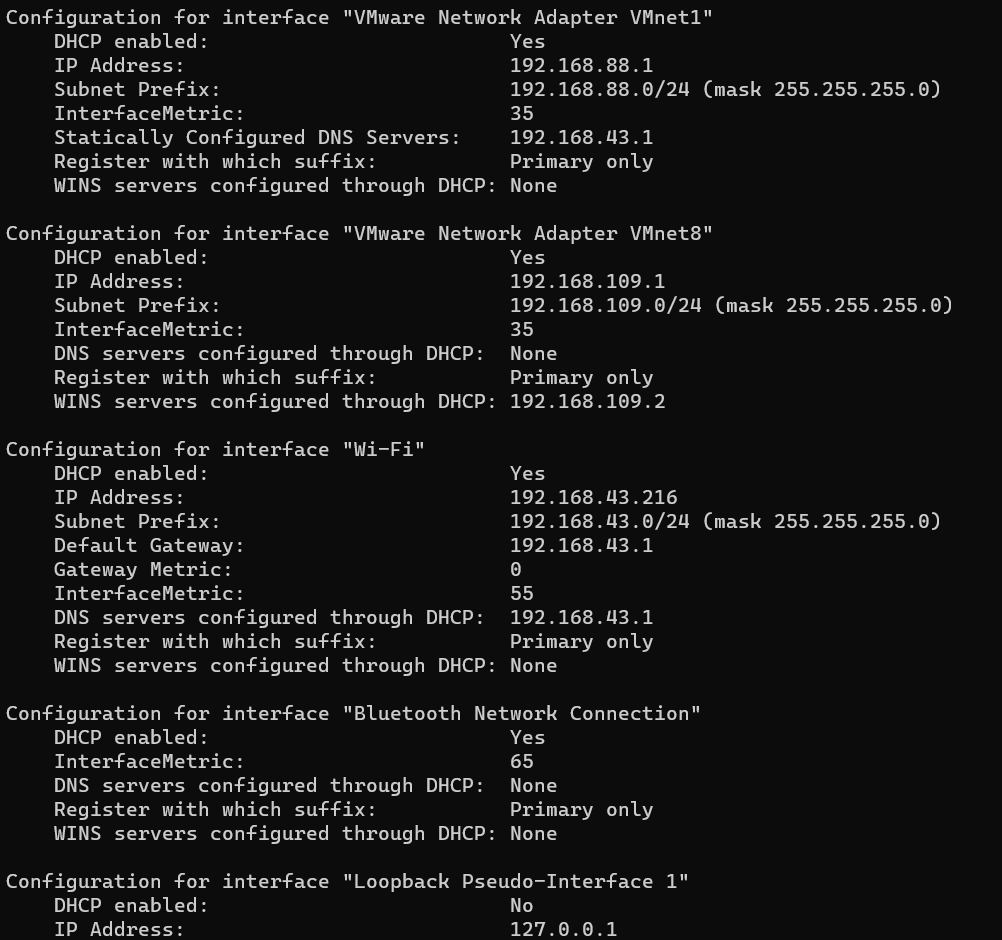 Configuration for interface "VMware Network Adapter VMnet1"
    DHCP enabled:                         Yes
    IP Address:                           192.168.88.1
    Subnet Prefix:                        192.168.88.0/24 (mask 255.255.255.0)
    InterfaceMetric:                      35
    Statically Configured DNS Servers:    192.168.43.1
    Register with which suffix:           Primary only
    WINS servers configured through DHCP: None

Configuration for interface "VMware Network Adapter VMnet8"
    DHCP enabled:                         Yes
    IP Address:                           192.168.109.1
    Subnet Prefix:                        192.168.109.0/24 (mask 255.255.255.0)
    InterfaceMetric:                      35
    DNS servers configured through DHCP:  None
    Register with which suffix:           Primary only
    WINS servers configured through DHCP: 192.168.109.2

Configuration for interface "Wi-Fi"
    DHCP enabled:                         Yes
    IP Address:                           192.168.43.216
    Subnet Prefix:                        192.168.43.0/24 (mask 255.255.255.0)
    Default Gateway:                      192.168.43.1
    Gateway Metric:                       0
    InterfaceMetric:                      55
    DNS servers configured through DHCP:  192.168.43.1
    Register with which suffix:           Primary only
    WINS servers configured through DHCP: None

Configuration for interface "Bluetooth Network Connection"
    DHCP enabled:                         Yes
    InterfaceMetric:                      65
    DNS servers configured through DHCP:  None
    Register with which suffix:           Primary only
    WINS servers configured through DHCP: None

Configuration for interface "Loopback Pseudo-Interface 1"
    DHCP enabled:                         No
    IP Address:                           127.0.0.1